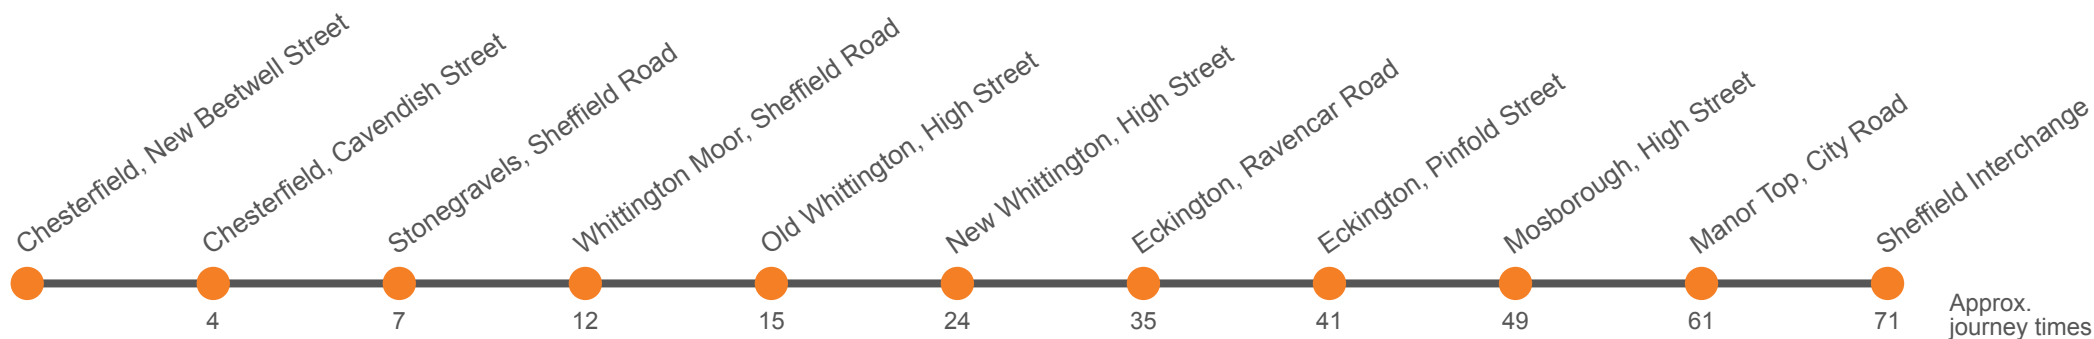 Chesterfield, New Beetwell Street
Chesterfield, Cavendish Street
Stonegravels, Sheffield Road
Whittington Moor, Sheffield Road
Old Whittington, High Street
New Whittington, High Street
Eckington, Ravencar Road
Eckington, Pinfold Street
Mosborough, High Street
Manor Top, City Road
Sheffield Interchange
4
7
12
15
24
35
41
49
61
71
Approx.
journey times